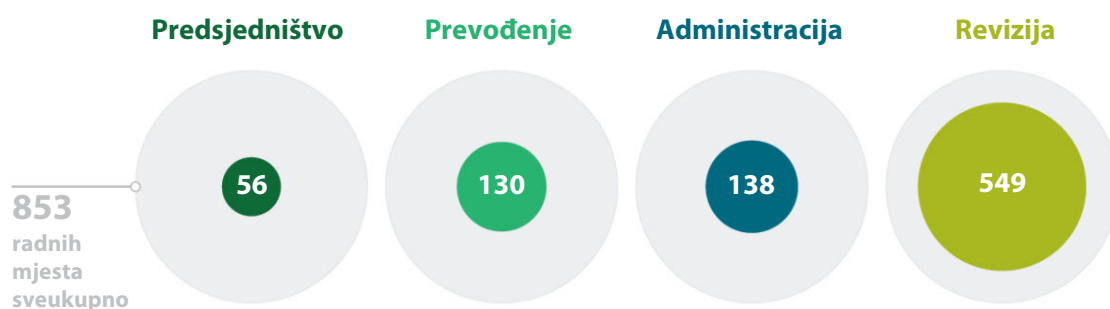 Predsjedništvo Prevođenje Administracija Revizija
56 130 138 549
853
radnih
mjesta
sveukupno